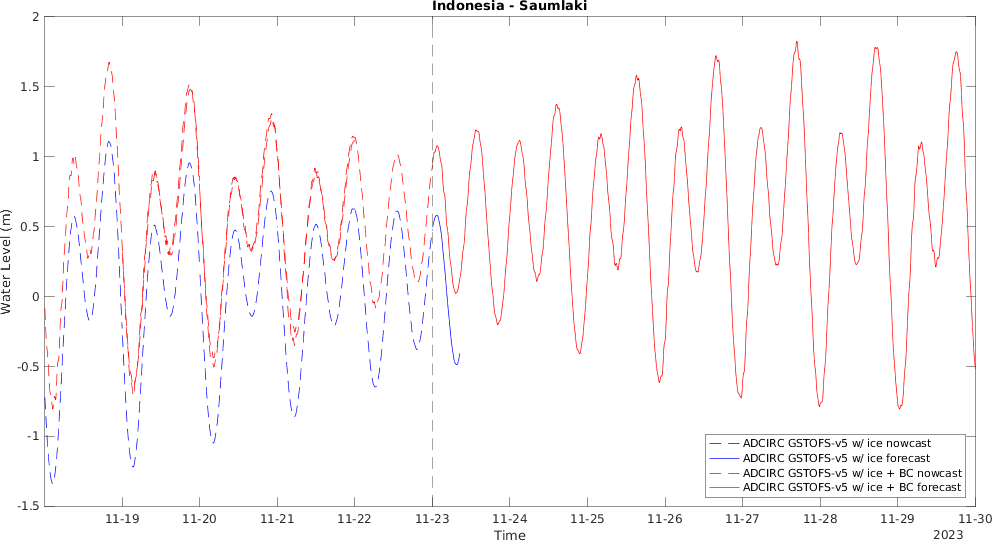 Indonesia - Saumlaki
Water Level (m)
2
1.5
1
0.5
0
-0.5
-1
-1.5
ADCIRC GSTOFS-v5 w/ ice nowcast
ADCIRC GSTOFS-v5 w/ ice forecast
ADCIRC GSTOFS-v5 w/ ice + BC nowcast
ADCIRC GSTOFS-v5 w/ ice + BC forecast
11-19 11-20 11-21 11-22 11-23 11-24 11-25 11-26 11-27 11-28 11-29 11-30
Time
2023